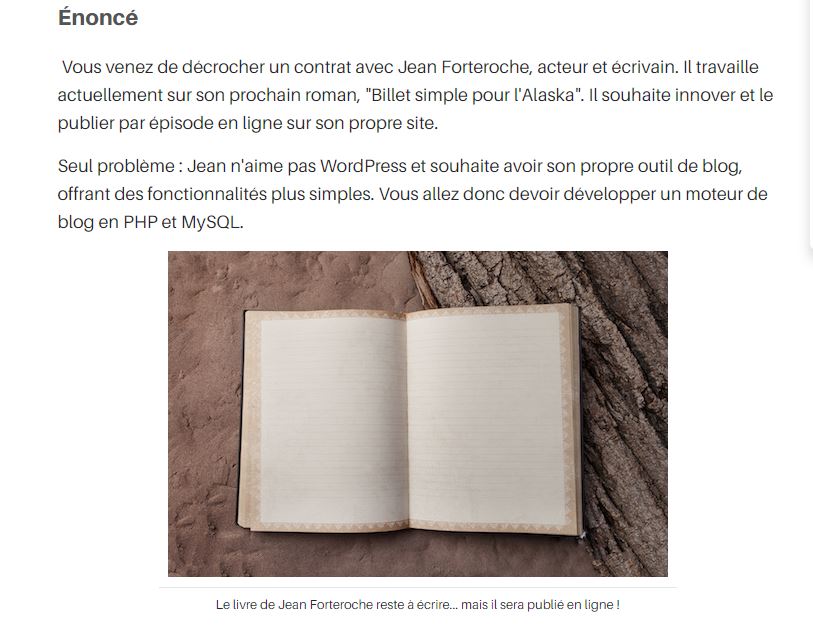 Énoncé
Vous venez de décrocher un contrat avec Jean Forteroche, acteur et écrivain. Il travaille
actuellement sur son prochain roman, "Billet simple pour l'Alaska". Il souhaite innover et le
publier par épisode en ligne sur son propre site.
Seul problème : Jean n'aime pas WordPress et souhaite avoir son propre outil de blog,
offrant des fonctionnalités plus simples. Vous allez donc devoir développer un moteur de
blog en PHP et MySQL.
Le livre de Jean Forteroche reste à écrire... mais il sera publié en ligne !